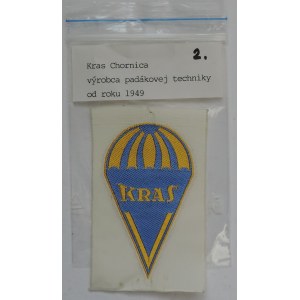 2.
Kras Chornica
výrobca padákovej techniky
od roku 1949
KRAS